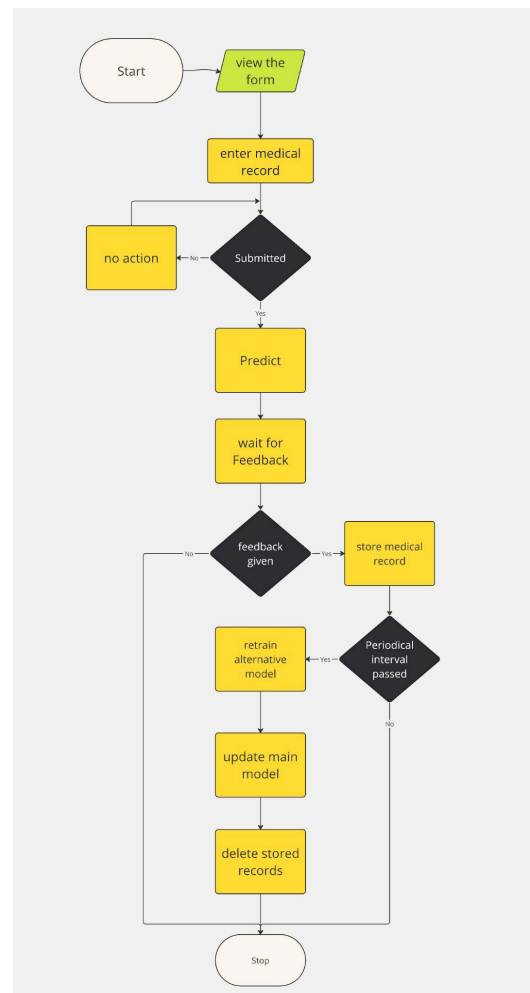 Start
view the
form
enter medical
record
no action
No
Submitted
Yes
Predict
wait for
Feedback
No
feedback
given
Yes
store medical
record
retrain
alternative
model
Yes
Periodical
interval
passed
No
update main
model
delete stored
records
Stop